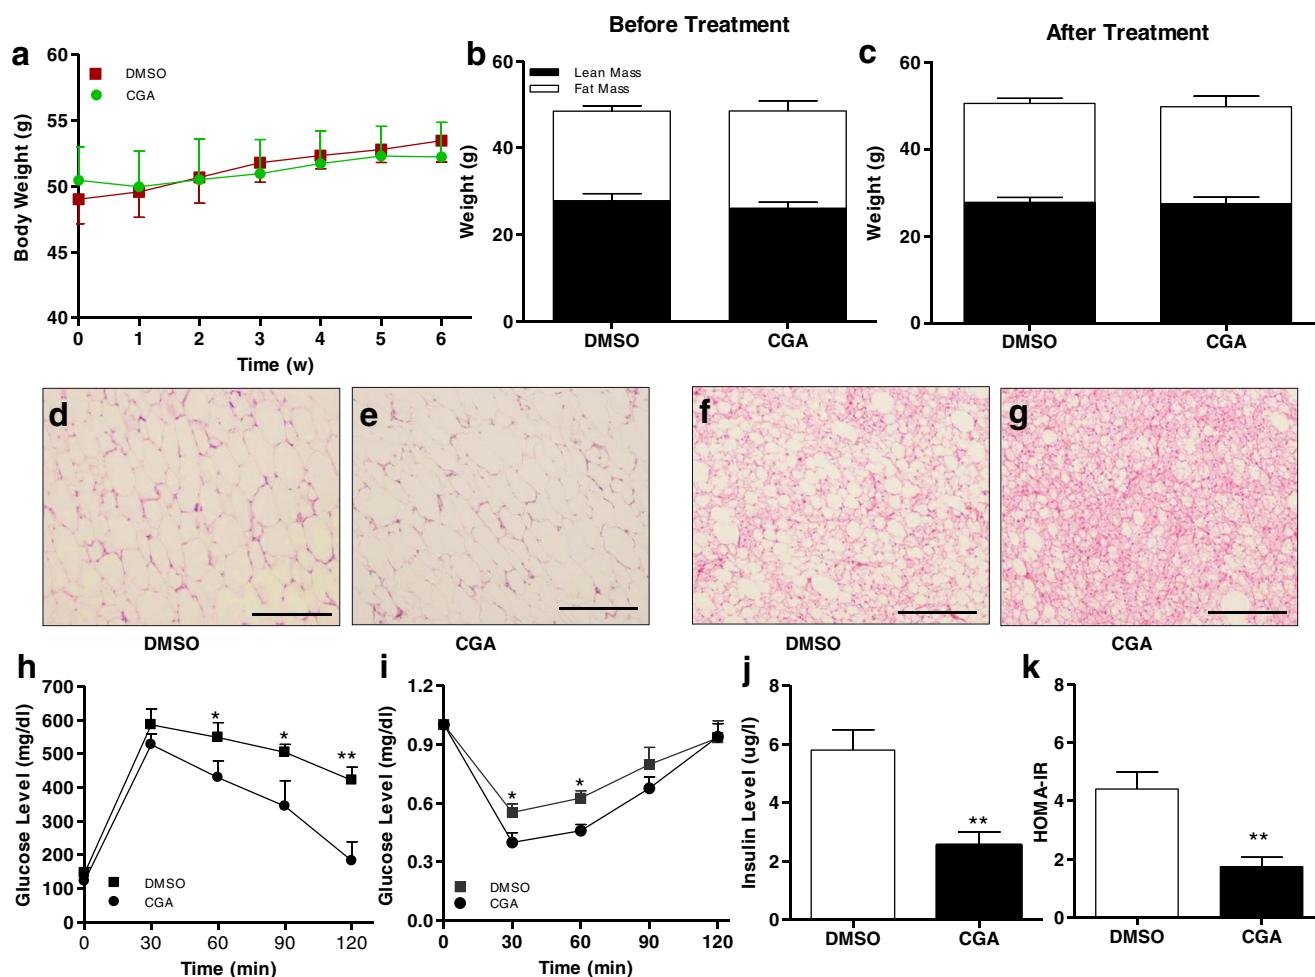 Before Treatment
After Treatment
a
60
55
50
45
40
Body Weight (g)
DMSO
CGA
0 1 2 3 4 5 6
Time (w)
b
60
40
20
0
Weight (g)
Lean Mass
Fat Mass
DMSO CGA
c
60
40
20
0
Weight (g)
DMSO CGA
d
DMSO
e
CGA
f
DMSO
g
CGA
h
700
600
500
400
300
200
100
0
Glucose Level (mg/dl)
* * **
DMSO
CGA
0 30 60 90 120
Time (min)
i
1.2
0.9
0.6
0.3
0.0
Glucose Level (mg/dl)
* *
DMSO
CGA
0 30 60 90 120
Time (min)
j
8
6
4
2
0
Insulin Level (ug/l)
**
DMSO CGA
k
8
6
4
2
0
HOMA-IR
**
DMSO CGA